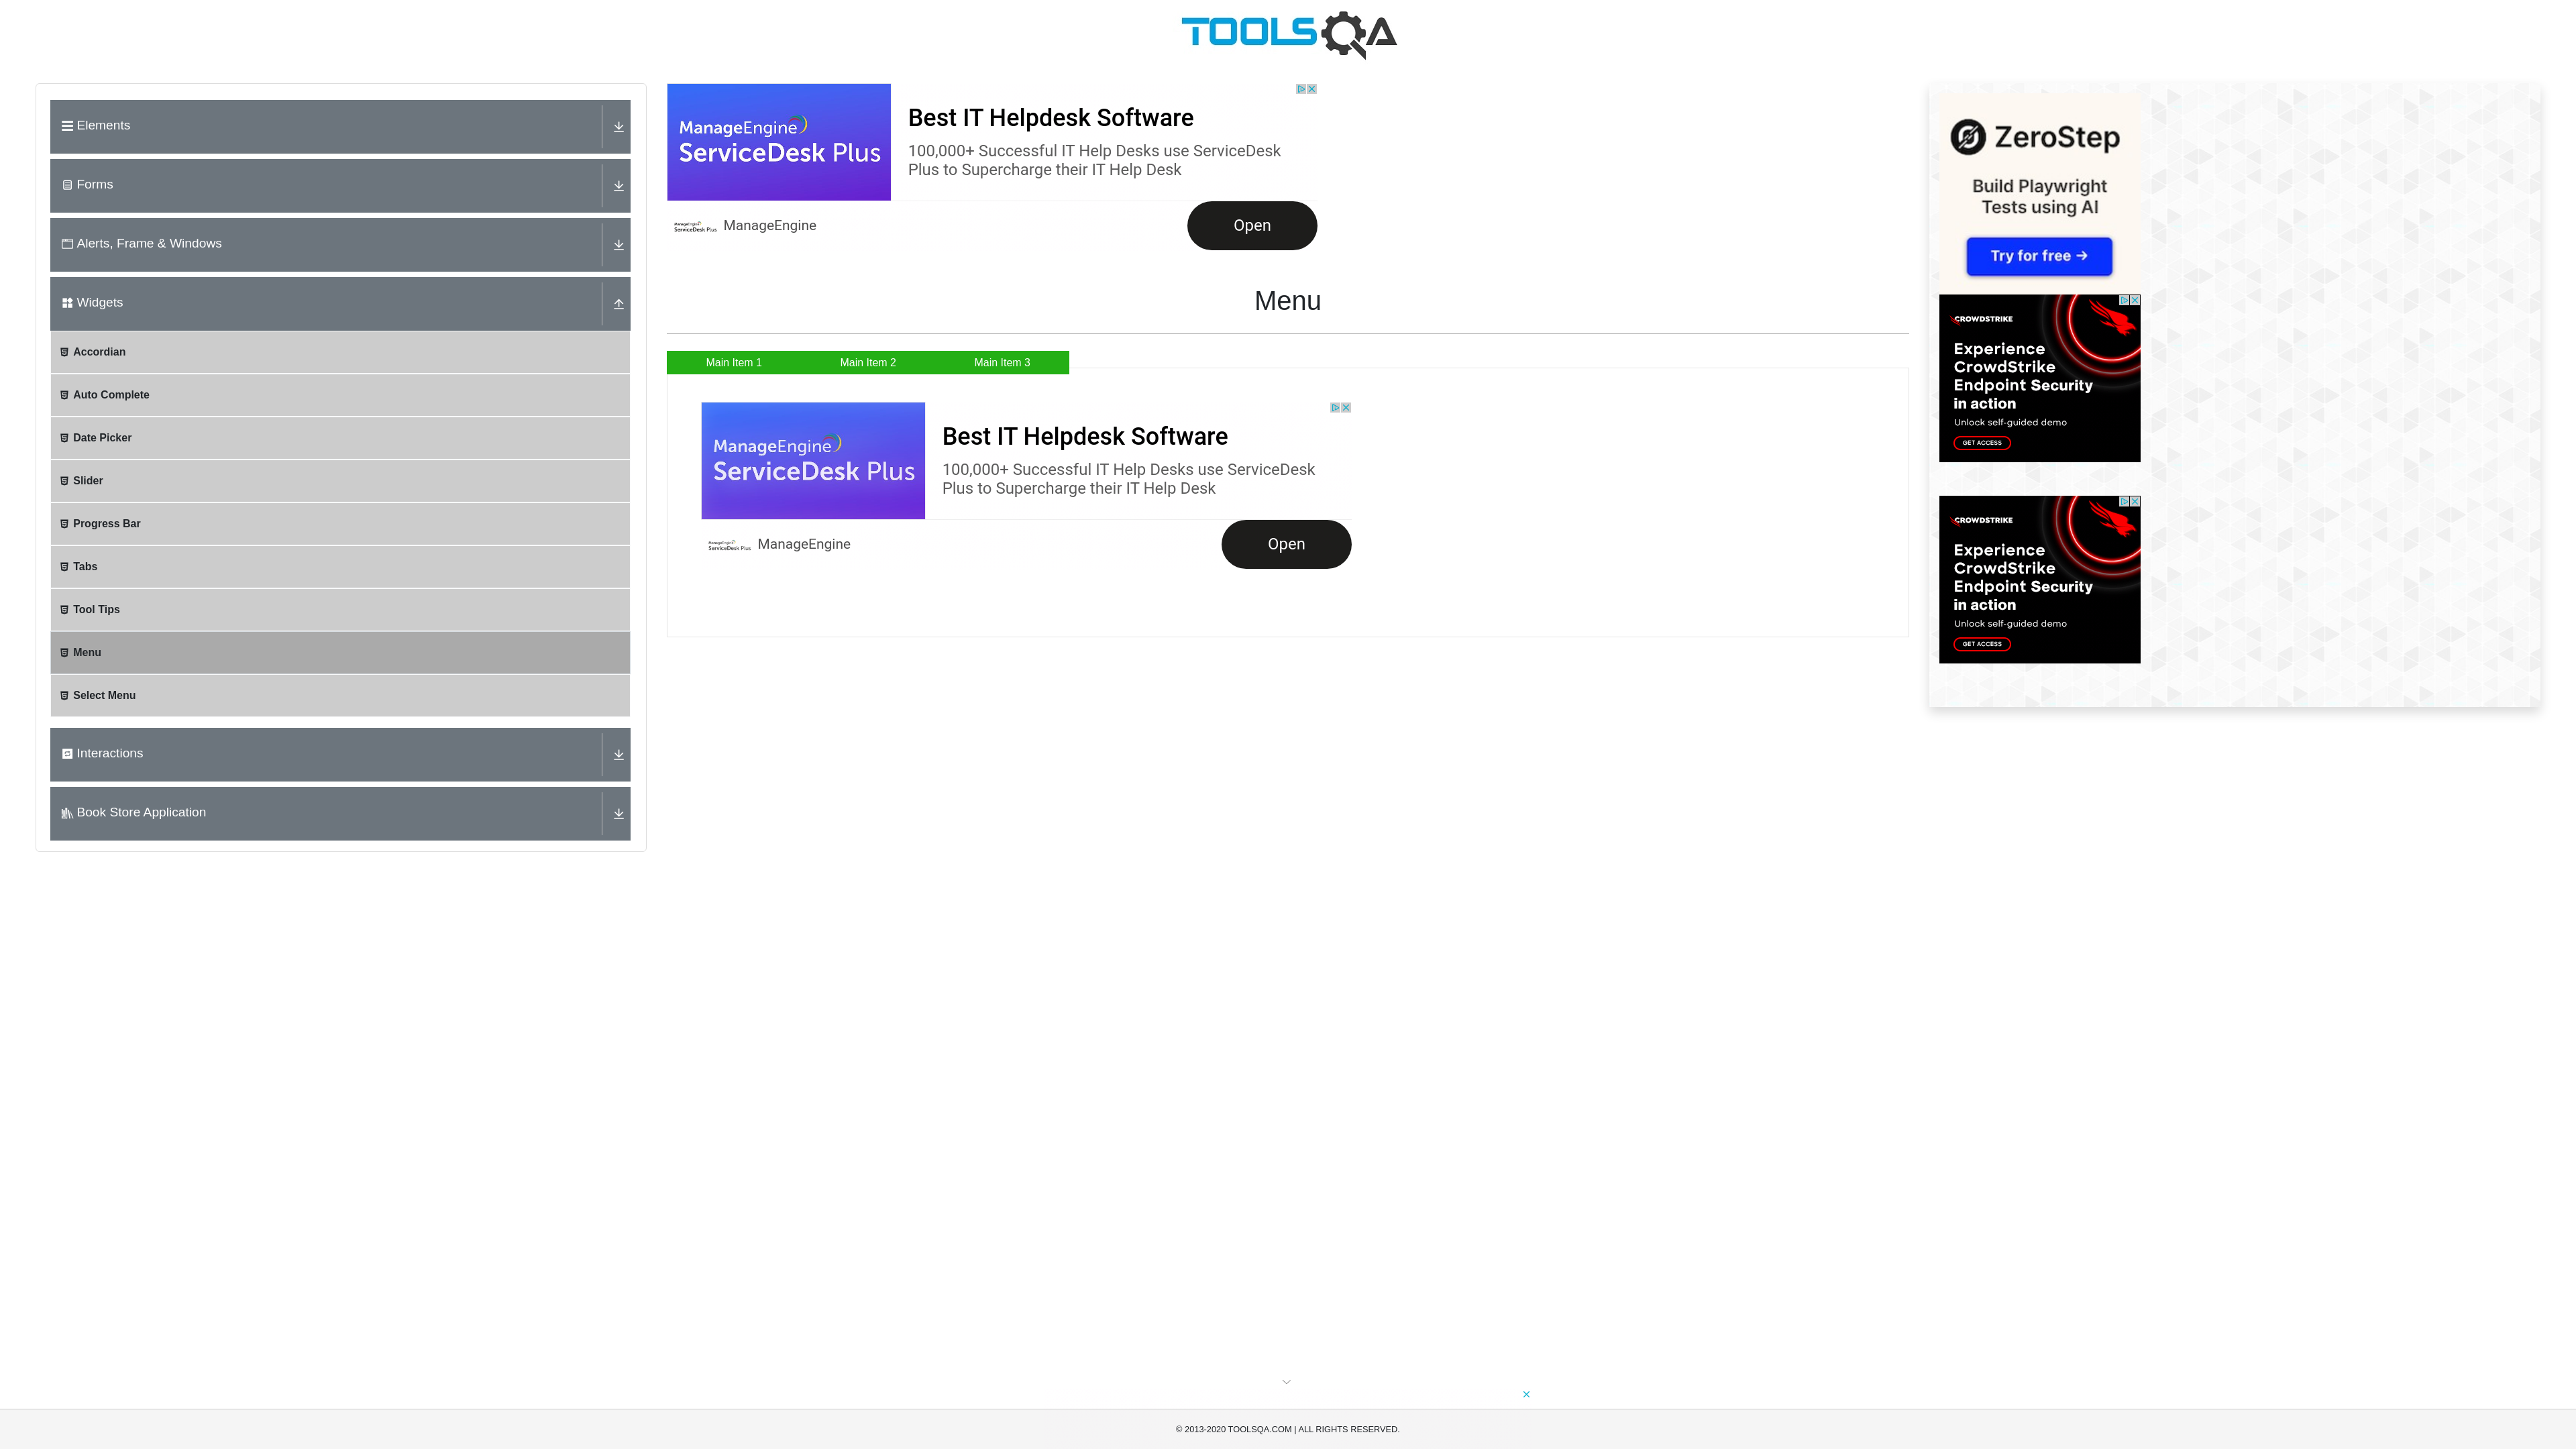 TOOLSQA
Elements
Forms
Alerts, Frame & Windows
Widgets
Accordian
Auto Complete
Date Picker
Slider
Progress Bar
Tabs
Tool Tips
Menu
Select Menu
Interactions
Book Store Application
ManageEngine
ServiceDesk Plus
Best IT Helpdesk Software
100,000+ Successful IT Help Desks use ServiceDesk
Plus to Supercharge their IT Help Desk
ManageEngine
ServiceDesk Plus
ManageEngine
Open
Menu
Main Item 1
Main Item 2
Main Item 3
ManageEngine
ServiceDesk Plus
Best IT Helpdesk Software
100,000+ Successful IT Help Desks use ServiceDesk
Plus to Supercharge their IT Help Desk
ManageEngine
ServiceDesk Plus
ManageEngine
Open
ZeroStep
Build Playwright
Tests using AI
Try for free →
CROWDSTRIKE
Experience
CrowdStrike
Endpoint Security
in action
Unlock self-guided demo
GET ACCESS
CROWDSTRIKE
Experience
CrowdStrike
Endpoint Security
in action
Unlock self-guided demo
GET ACCESS
© 2013-2020 TOOLSQA.COM | ALL RIGHTS RESERVED.